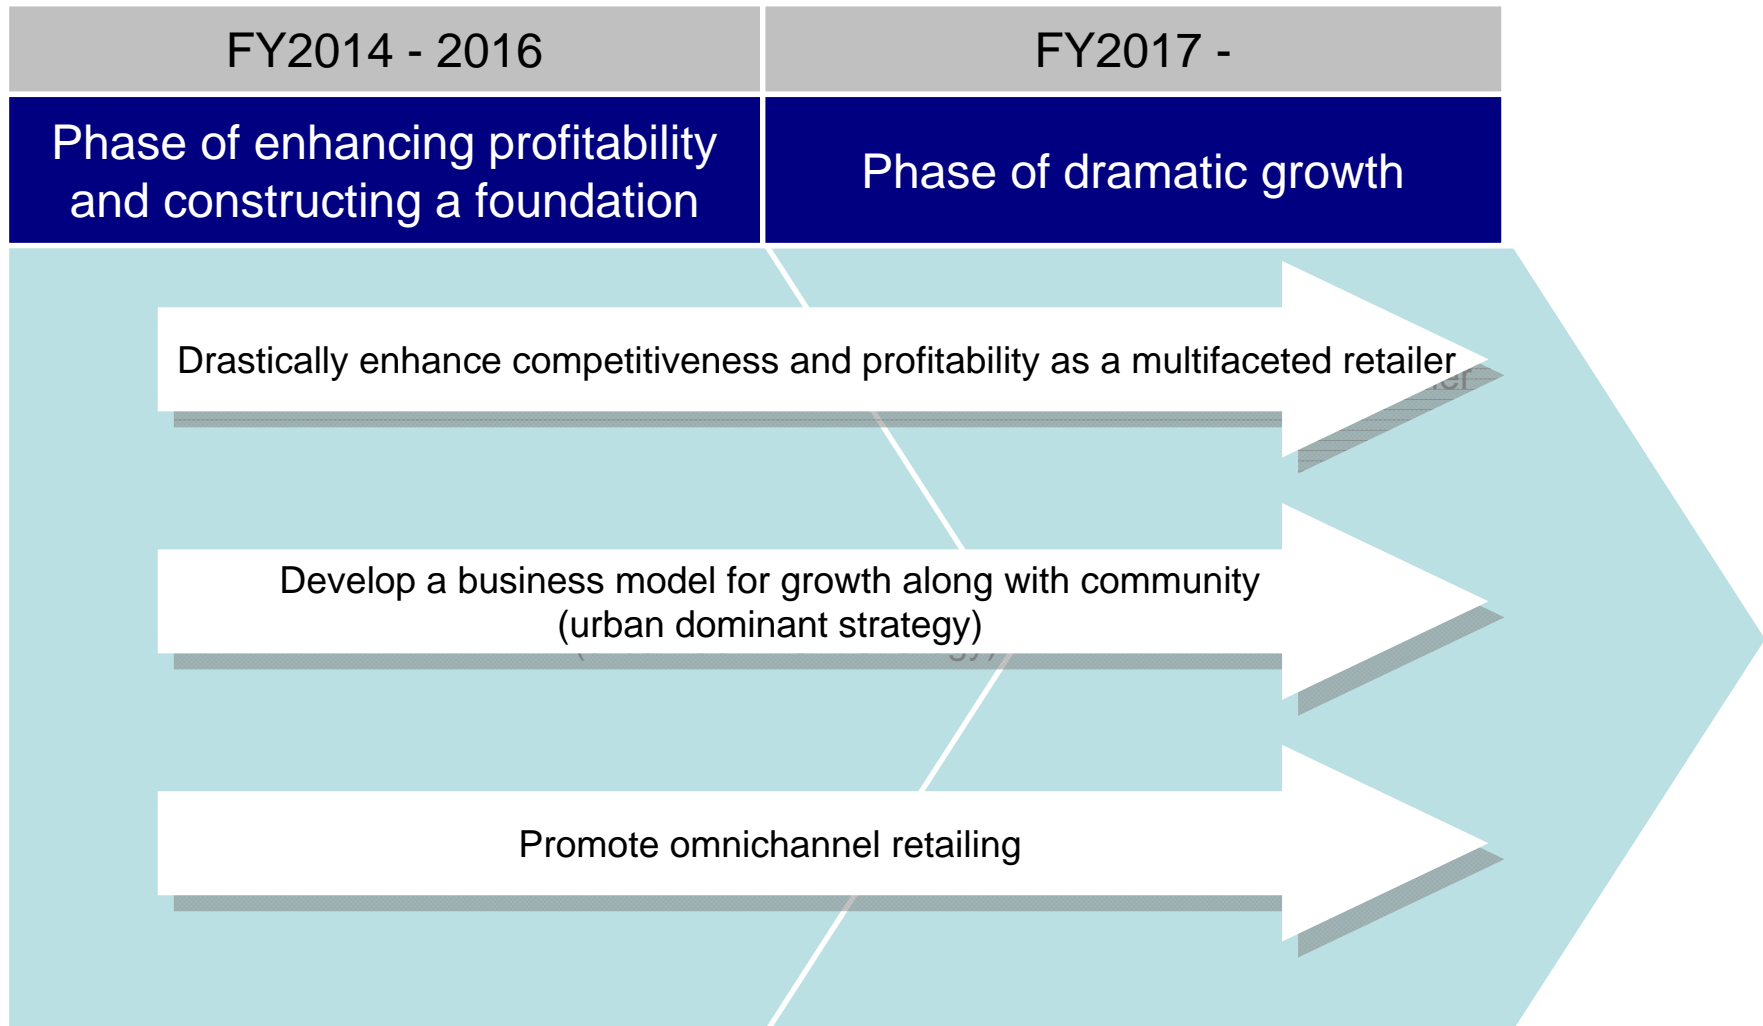 FY2014 - 2016
FY2017 -
Phase of enhancing profitability
and constructing a foundation
Phase of dramatic growth
Drastically enhance competitiveness and profitability as a multifaceted retailer
Develop a business model for growth along with community
(urban dominant strategy)
Promote omnichannel retailing